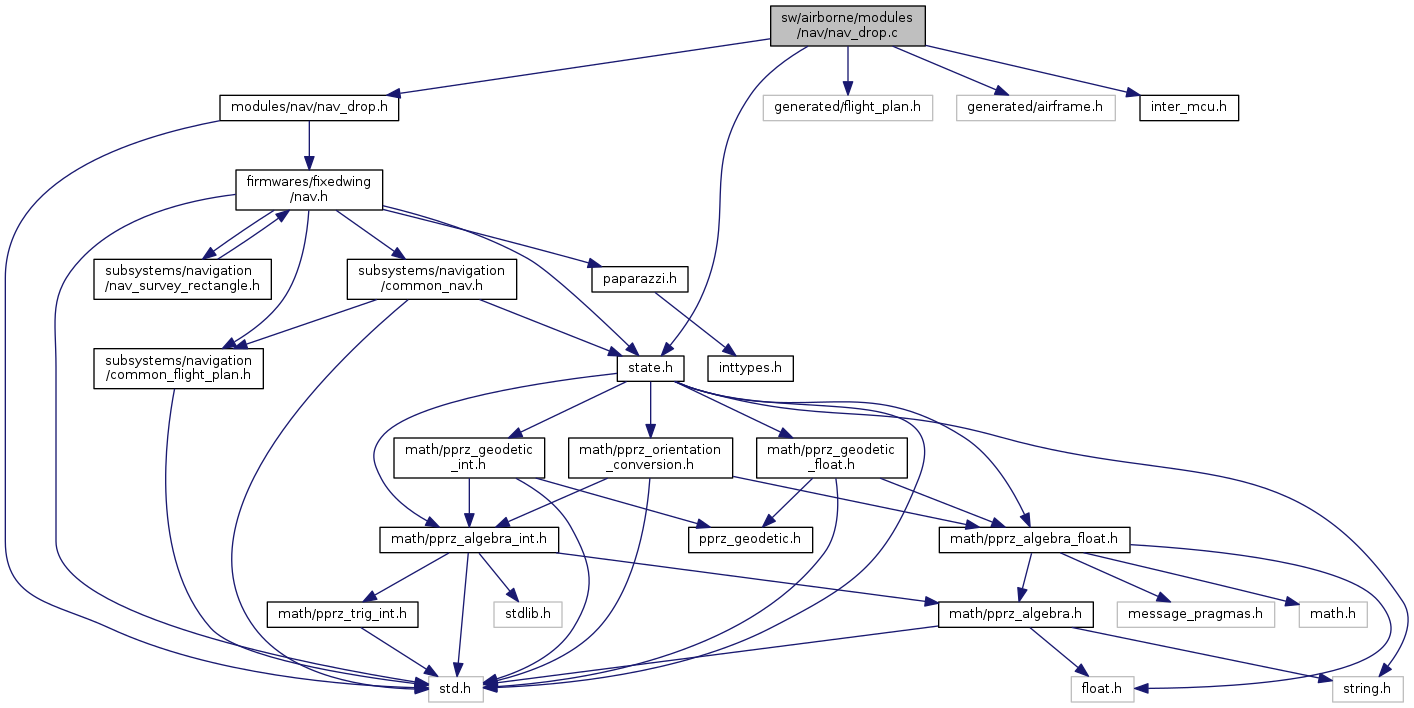 sw/airborne/modules
/nav/nav_drop.c
modules/nav/nav_drop.h
generated/flight_plan.h
generated/airframe.h
inter_mcu.h
firmwares/fixedwing
/nav.h
subsystems/navigation
/nav_survey_rectangle.h
subsystems/navigation
/common_nav.h
paparazzi.h
subsystems/navigation
/common_flight_plan.h
state.h
inttypes.h
math/pprz_geodetic
_int.h
math/pprz_orientation
_conversion.h
math/pprz_geodetic
_float.h
math/pprz_algebra_int.h
pprz_geodetic.h
math/pprz_algebra_float.h
math/pprz_trig_int.h
stdlib.h
math/pprz_algebra.h
message_pragmas.h
math.h
std.h
float.h
string.h